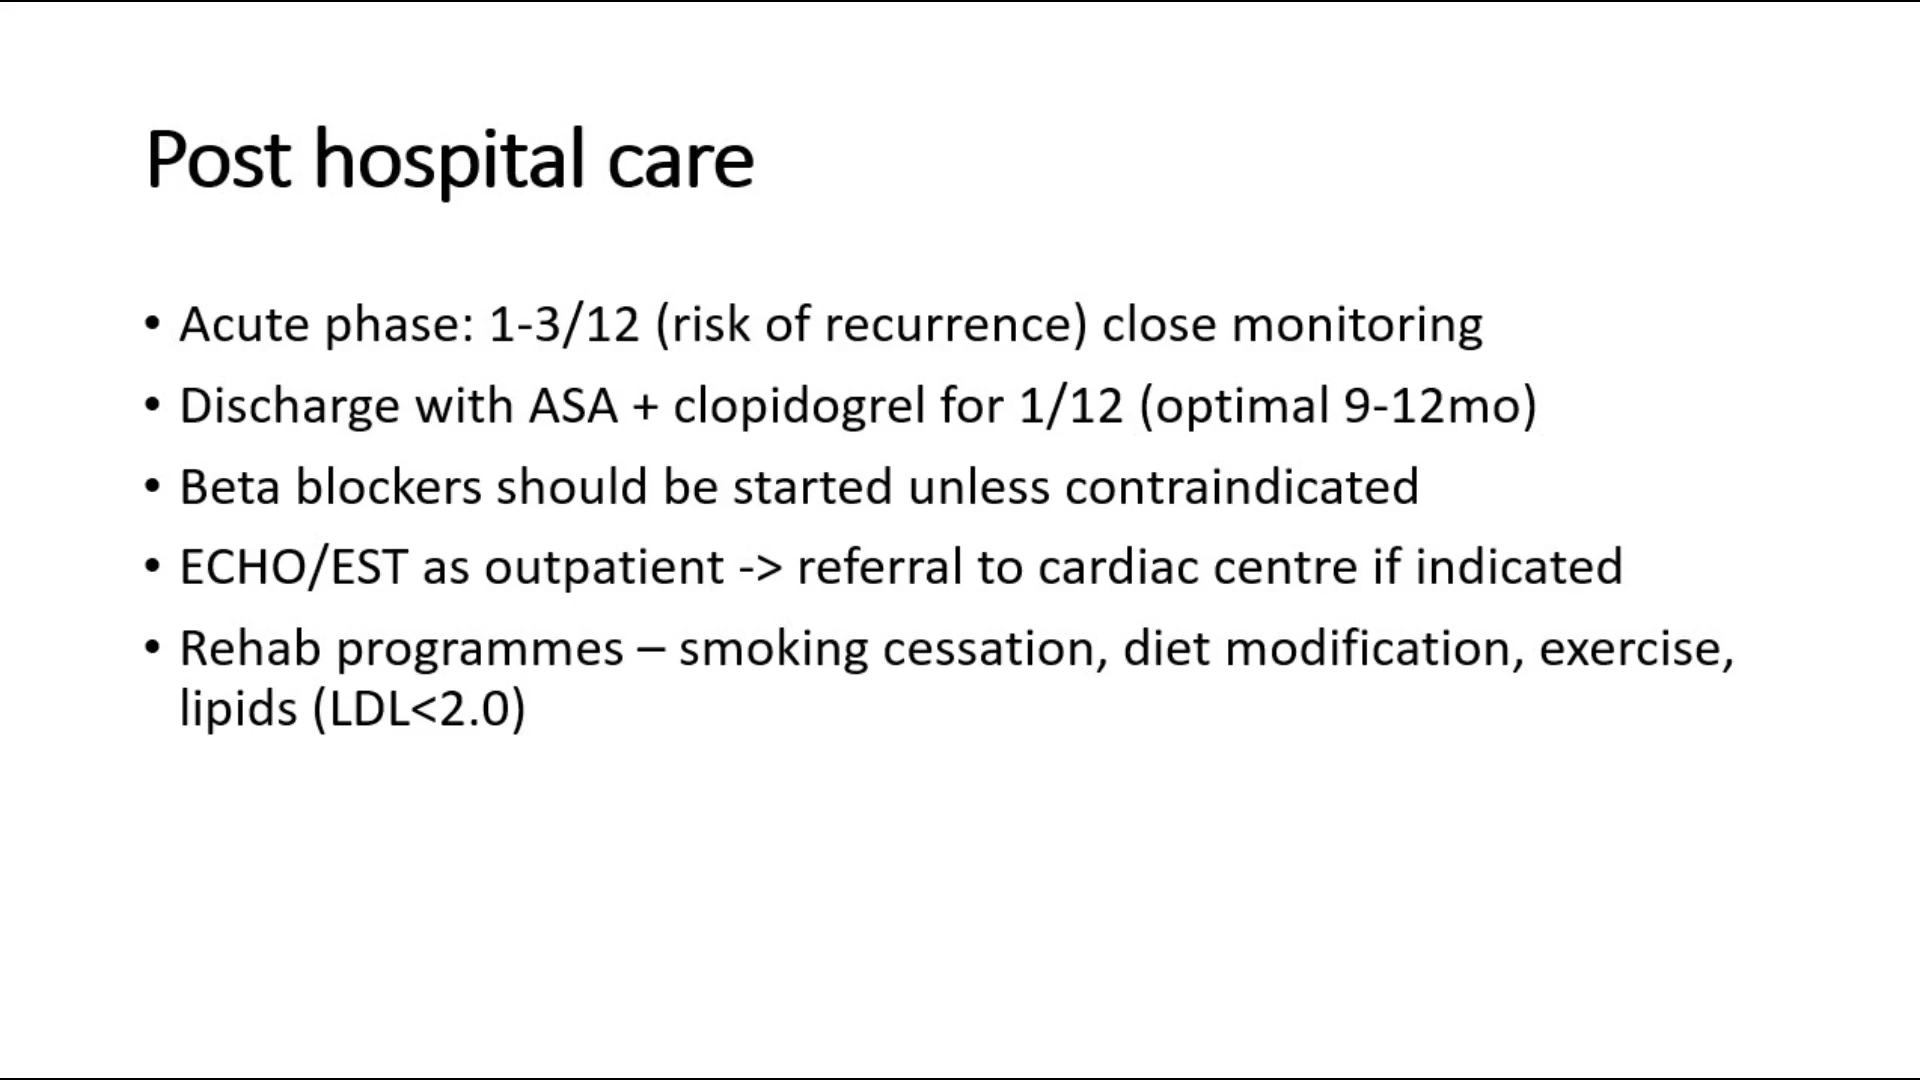 Post hospital care
• Acute phase: 1-3/12 (risk of recurrence) close monitoring
• Discharge with ASA + clopidogrel for 1/12 (optimal 9-12mo)
• Beta blockers should be started unless contraindicated
• ECHO/EST as outpatient -> referral to cardiac centre if indicated
• Rehab programmes – smoking cessation, diet modification, exercise,
lipids (LDL<2.0)